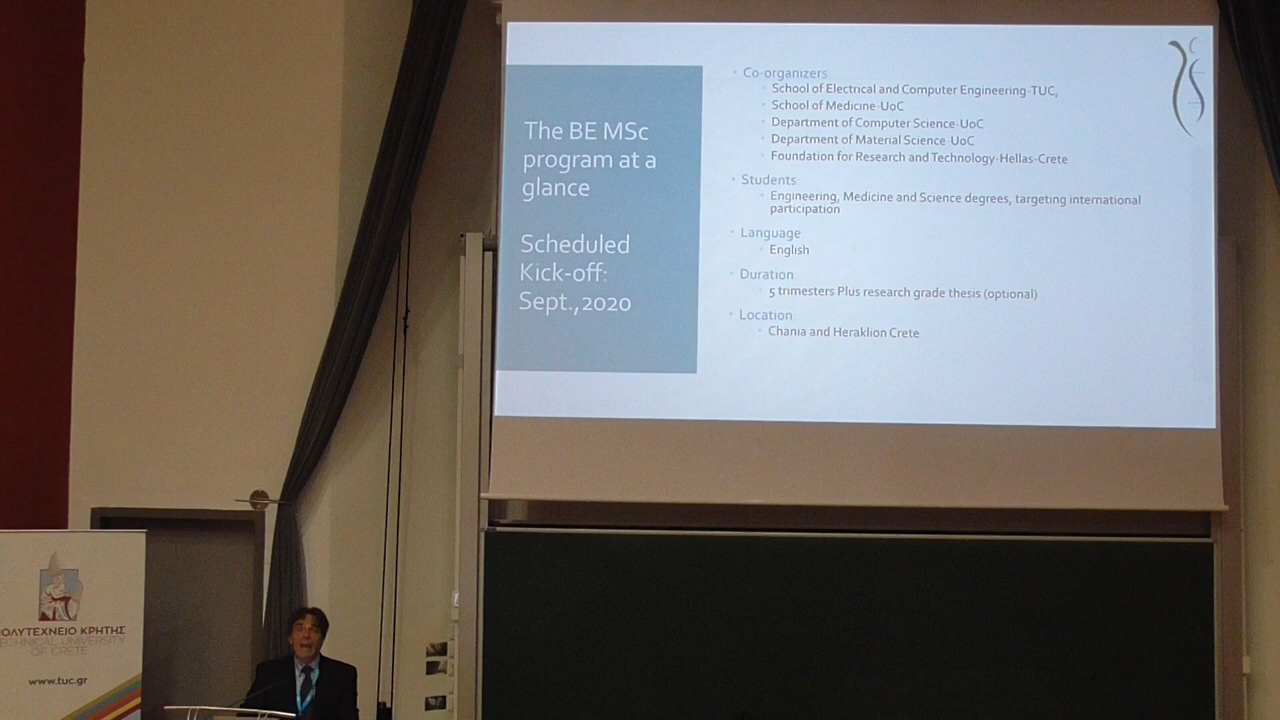 The BE MSc
program at a
glance
Scheduled
Kick-off:
Sept.,2020
Co-organizers
School of Electrical and Computer Engineering-TUC,
School of Medicine-UoC
Department of Computer Science-UoC
Department of Material Science-UoC
Foundation for Research and Technology-Hellas-Crete
Students
Engineering, Medicine and Science degrees, targeting international
participation
Language
English
Duration
5 trimesters Plus research grade thesis (optional)
Location
Chania and Heraklion Crete
ΟΛΥΤΕΧΝΕΙΟ ΚΡΗΤΗΣ
ECHNICAL UNIVERSITY
OF CRETE
www.tuc.gr